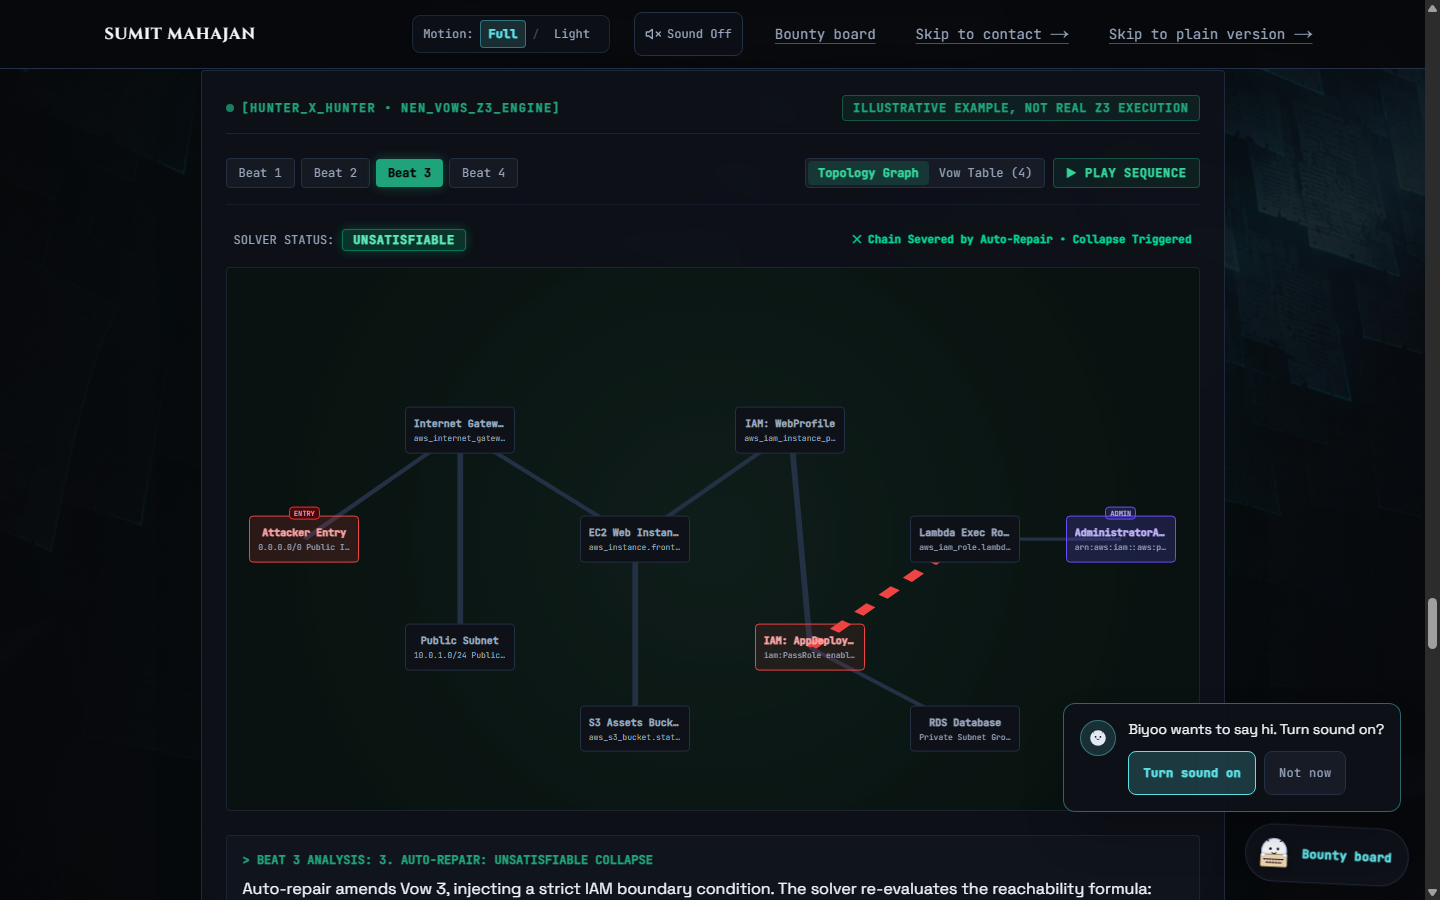 SUMIT MAHAJAN
Motion: Full / Light
Sound Off
Bounty board
Skip to contact →
Skip to plain version →
[HUNTER_X_HUNTER • NEN_VOWS_Z3_ENGINE]
ILLUSTRATIVE EXAMPLE, NOT REAL Z3 EXECUTION
Beat 1
Beat 2
Beat 3
Beat 4
Topology Graph
Vow Table (4)
▶ PLAY SEQUENCE
SOLVER STATUS: UNSATISFIABLE
✕ Chain Severed by Auto-Repair • Collapse Triggered
Internet Gatew…
aws_internet_gatew…
IAM: WebProfile
aws_iam_instance_p…
ENTRY
Attacker Entry
0.0.0.0/0 Public I…
EC2 Web Instan…
aws_instance.front…
Lambda Exec Ro…
aws_iam_role.lambd…
ADMIN
AdministratorA…
arn:aws:iam::aws:p…
Public Subnet
10.0.1.0/24 Public…
IAM: AppDeploy…
iam:PassRole enabl…
S3 Assets Buck…
aws_s3_bucket.stat…
RDS Database
Private Subnet Gro…
Biyoo wants to say hi. Turn sound on?
Turn sound on
Not now
Bounty board
> BEAT 3 ANALYSIS: 3. AUTO-REPAIR: UNSATISFIABLE COLLAPSE
Auto-repair amends Vow 3, injecting a strict IAM boundary condition. The solver re-evaluates the reachability formula: